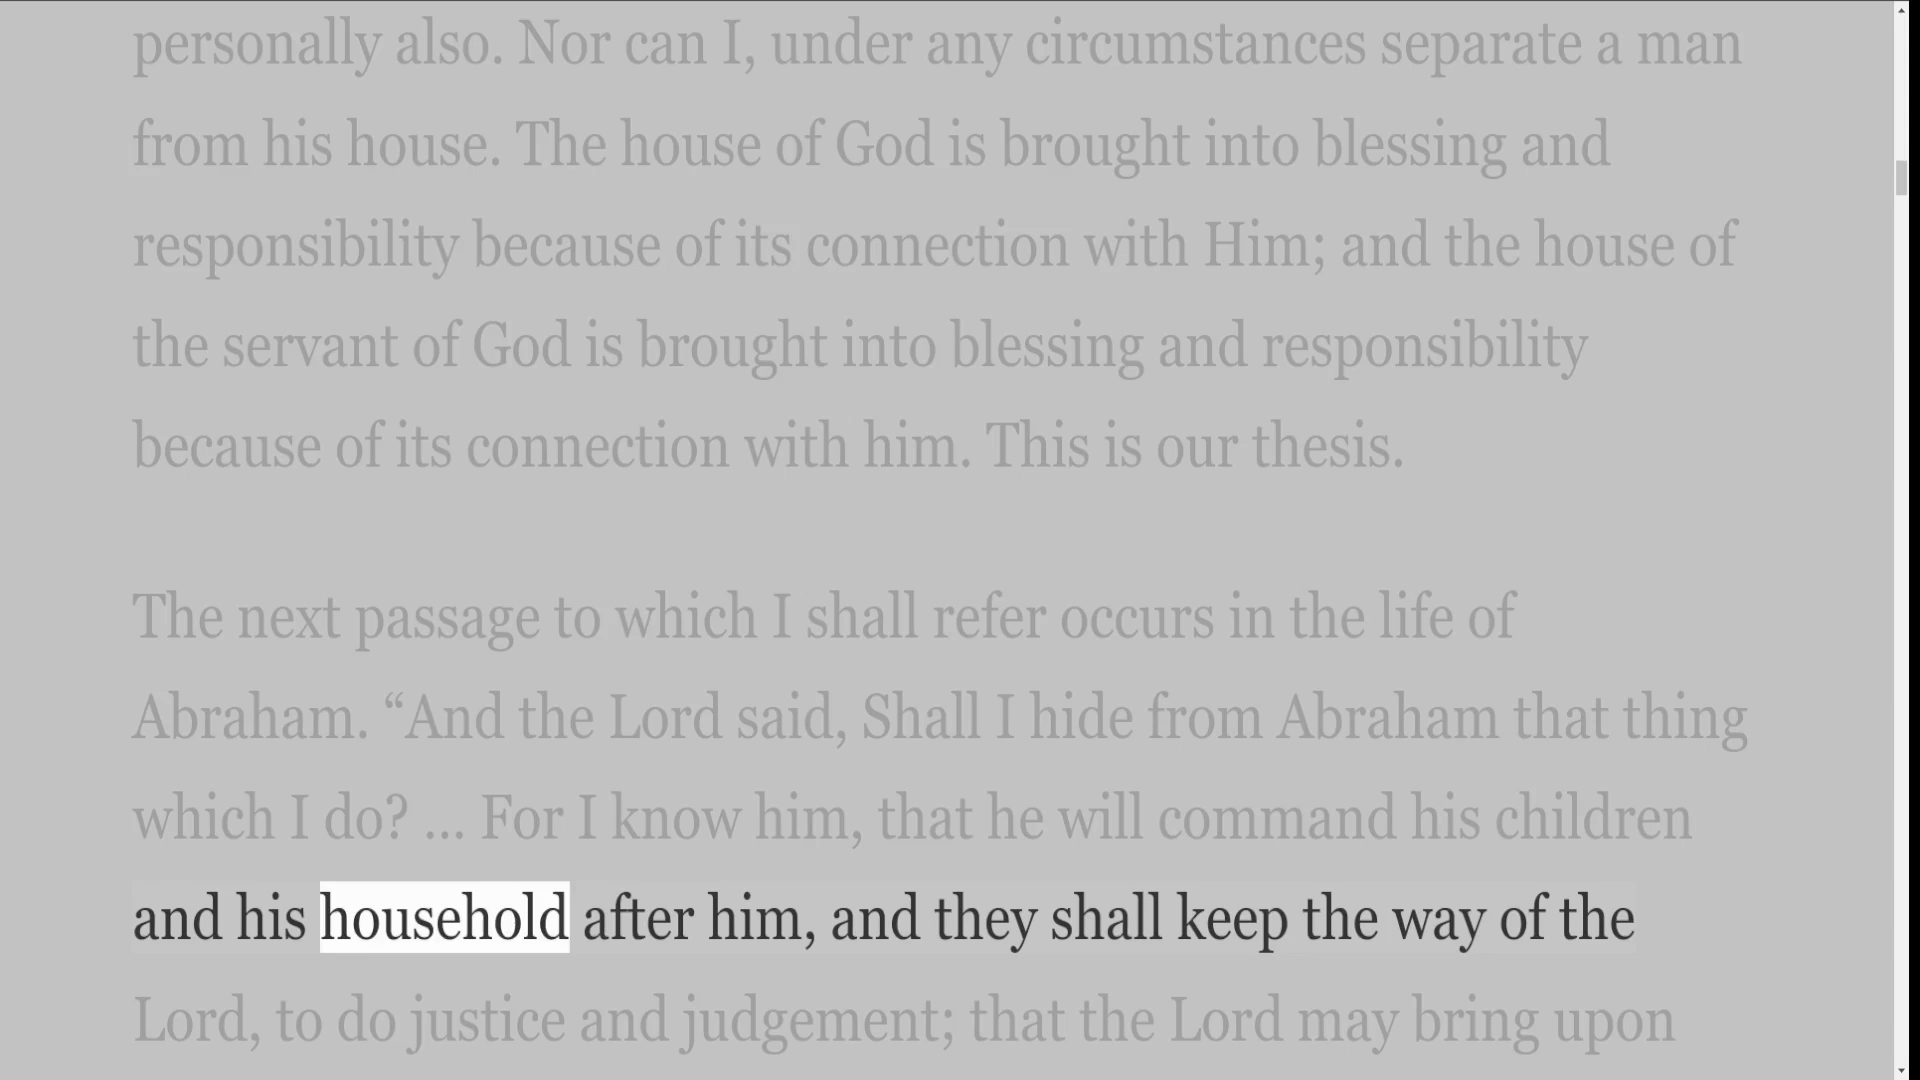 personally also. Nor can I, under any circumstances separate a man
from his house. The house of God is brought into blessing and
responsibility because of its connection with Him; and the house of
the servant of God is brought into blessing and responsibility
because of its connection with him. This is our thesis.
The next passage to which I shall refer occurs in the life of
Abraham. “And the Lord said, Shall I hide from Abraham that thing
which I do? ... For I know him, that he will command his children
and his household after him, and they shall keep the way of the
Lord, to do justice and judgement; that the Lord may bring upon